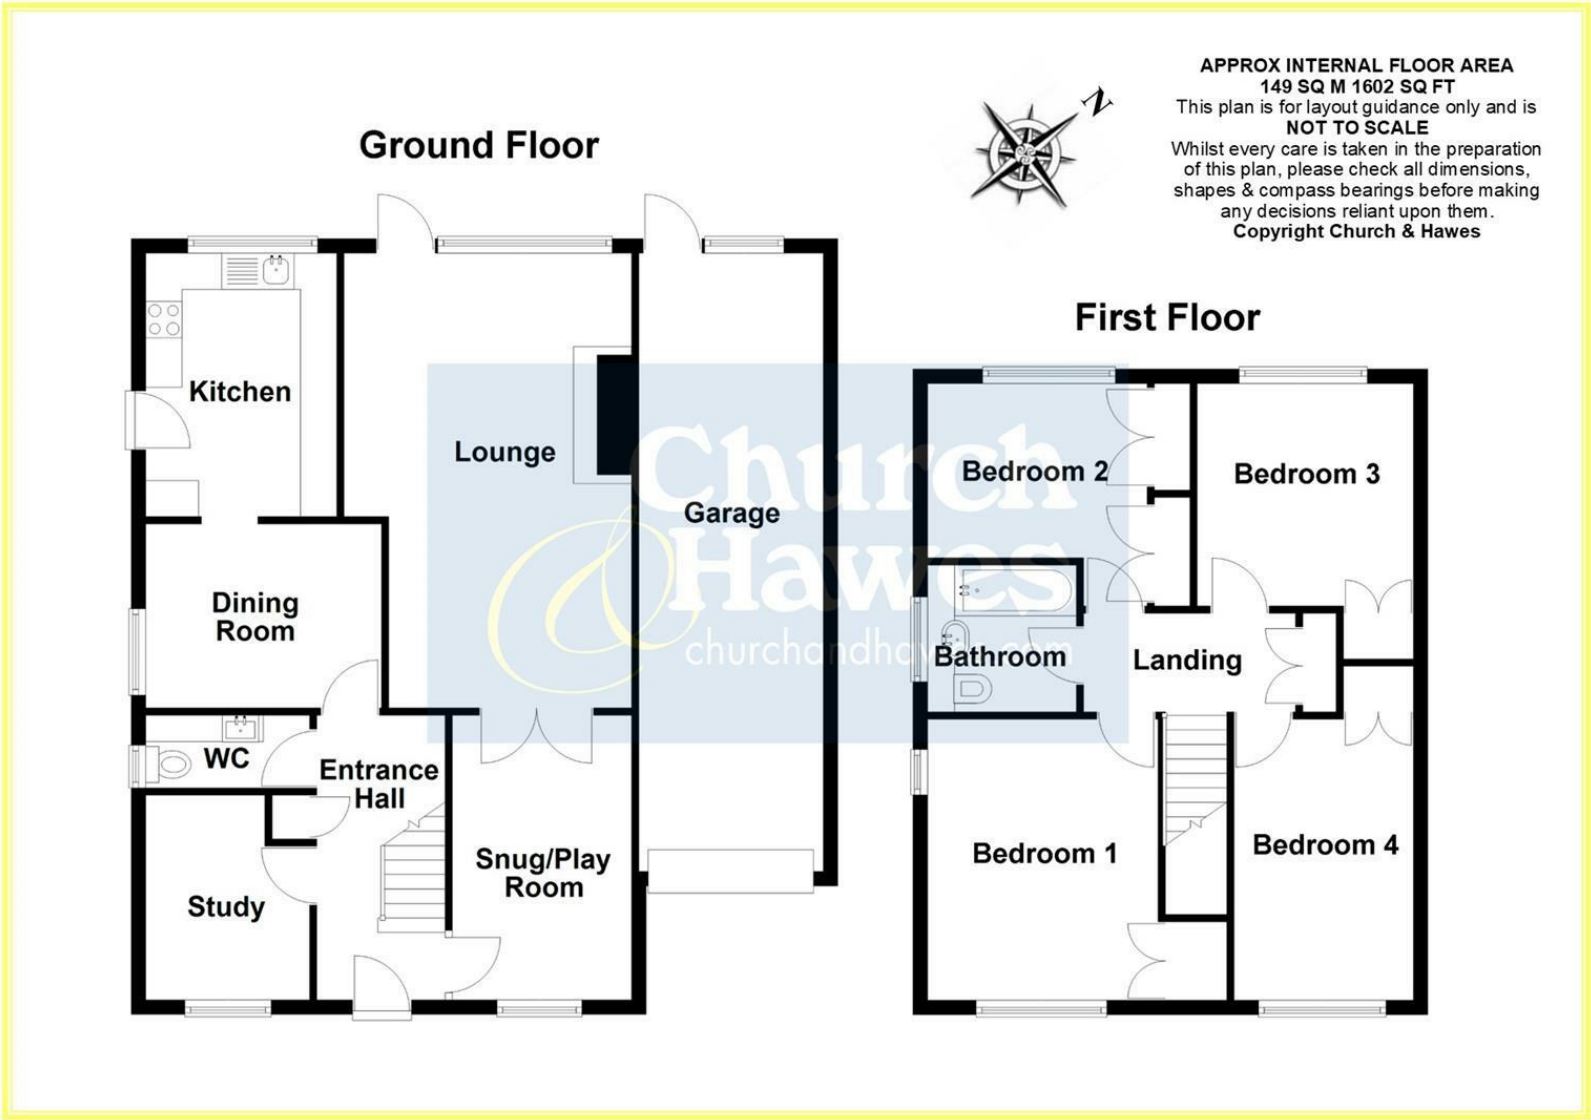 APPROX INTERNAL FLOOR AREA
149 SQ M 1602 SQ FT
This plan is for layout guidance only and is
NOT TO SCALE
Whilst every care is taken in the preparation
of this plan, please check all dimensions,
shapes & compass bearings before making
any decisions reliant upon them.
Copyright Church & Hawes
N
Ground Floor
Kitchen
Lounge
Garage
Dining
Room
WC
Entrance
Hall
Snug/Play
Room
Study
First Floor
Bedroom 2
Bedroom 3
Bathroom
Landing
Bedroom 1
Bedroom 4
Church
& Hawes
churchandhawes.com